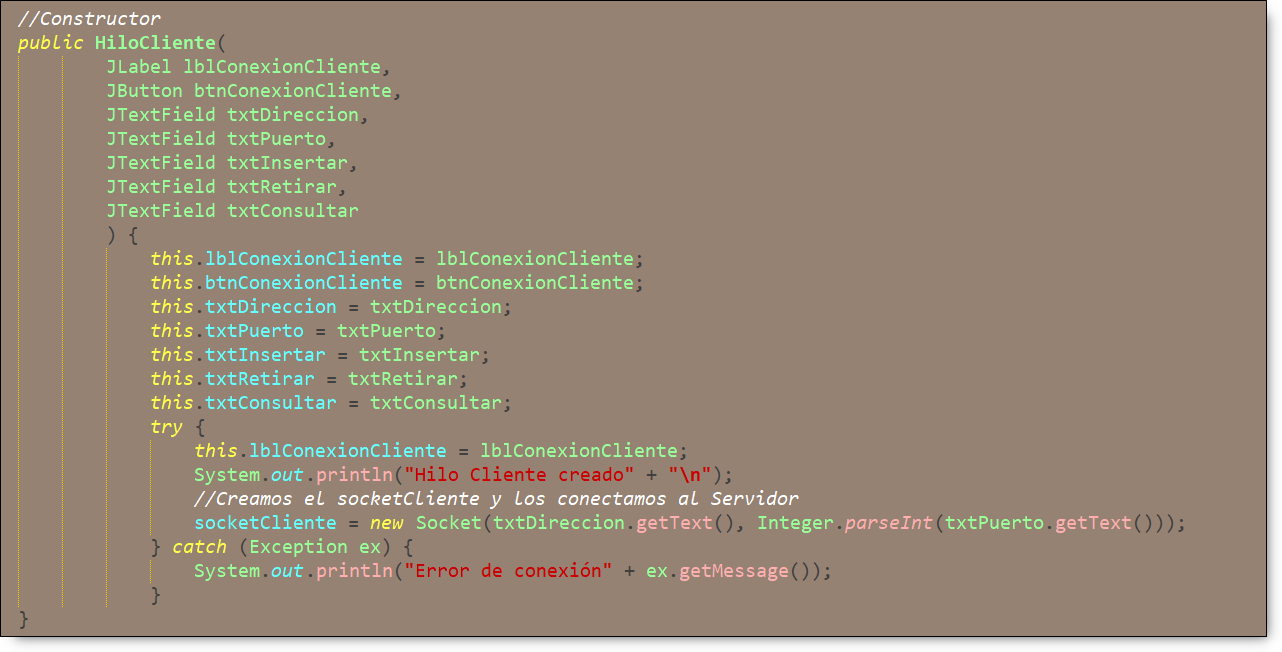 //Constructor
public HiloCliente(
JLabel lblConexionCliente,
JButton btnConexionCliente,
JTextField txtDireccion,
JTextField txtPuerto,
JTextField txtInsertar,
JTextField txtRetirar,
JTextField txtConsultar
) {
this.lblConexionCliente = lblConexionCliente;
this.btnConexionCliente = btnConexionCliente;
this.txtDireccion = txtDireccion;
this.txtPuerto = txtPuerto;
this.txtInsertar = txtInsertar;
this.txtRetirar = txtRetirar;
this.txtConsultar = txtConsultar;
try {
this.lblConexionCliente = lblConexionCliente;
System.out.println("Hilo Cliente creado" + "\n");
//Creamos el socketCliente y los conectamos al Servidor
socketCliente = new Socket(txtDireccion.getText(), Integer.parseInt(txtPuerto.getText()));
} catch (Exception ex) {
System.out.println("Error de conexión" + ex.getMessage());
}
}